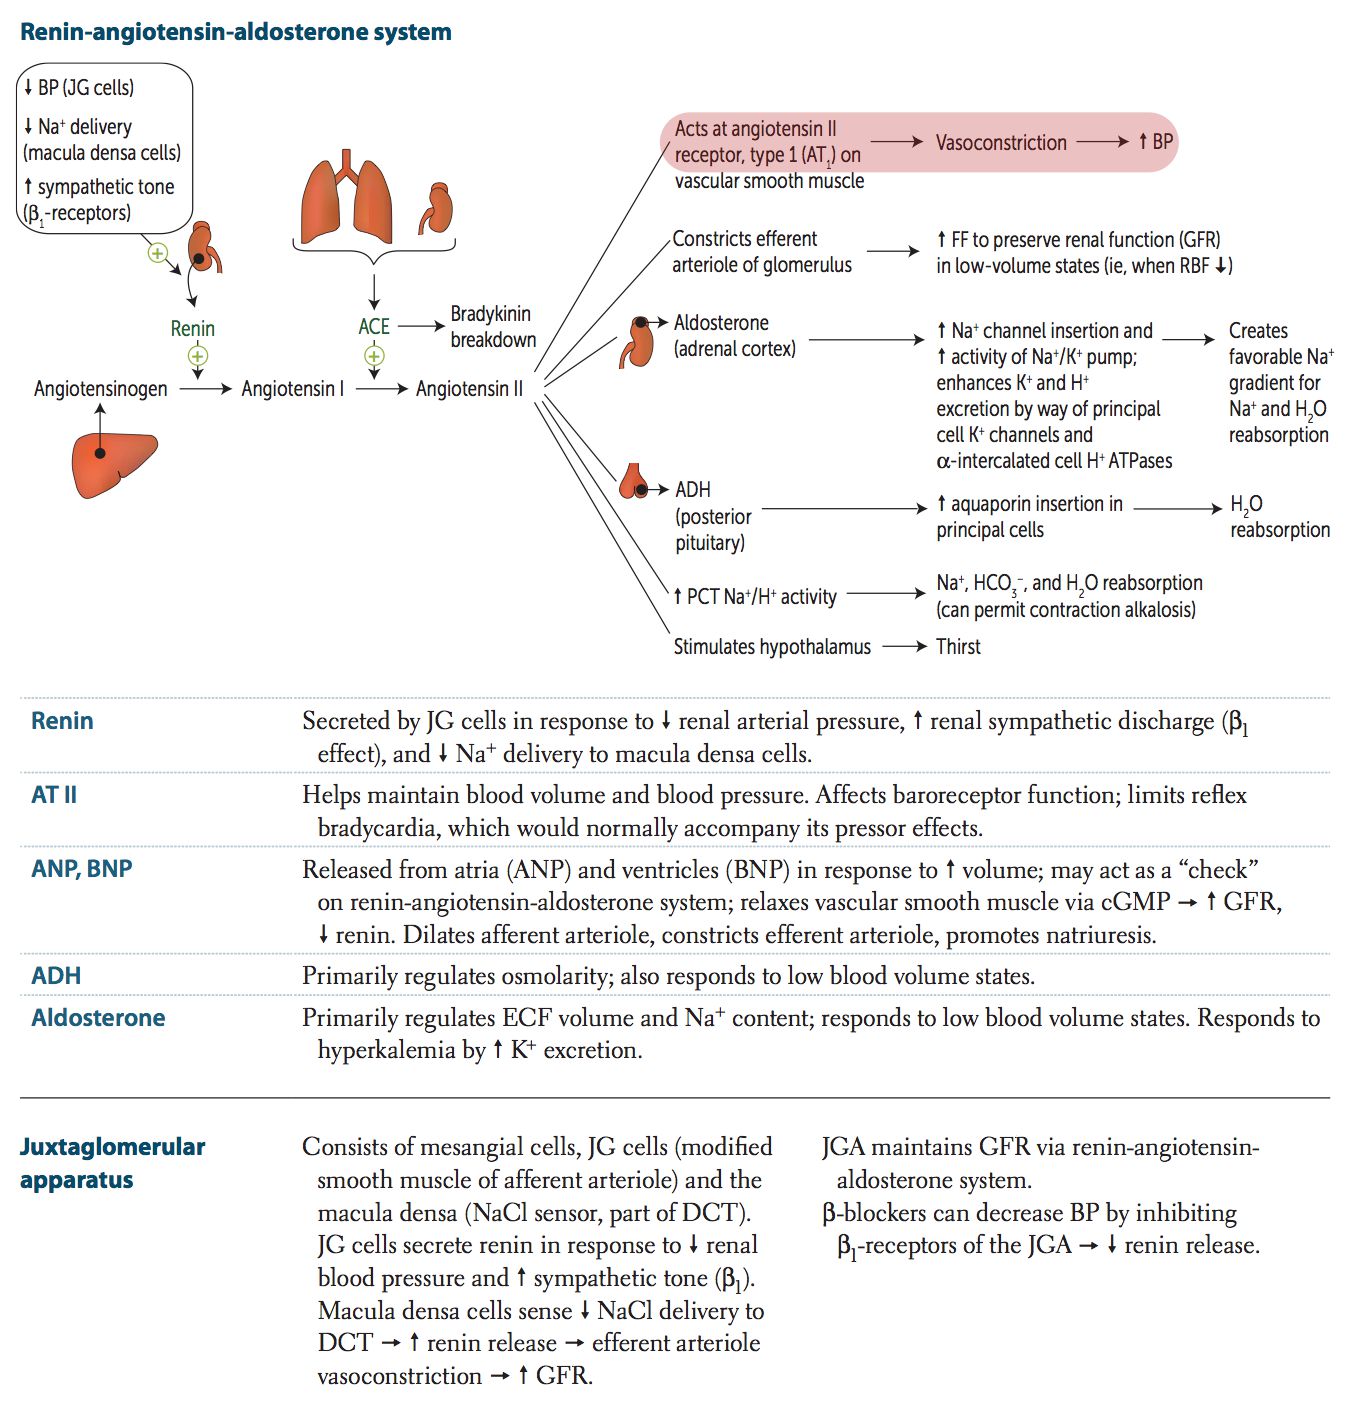 Renin-angiotensin-aldosterone system
↓ BP (JG cells)
↓ Na⁺ delivery
(macula densa cells)
↑ sympathetic tone
(β₁-receptors)
+
Renin
+
Angiotensinogen
Angiotensin I
ACE
+
Bradykinin
breakdown
Angiotensin II
Acts at angiotensin II
receptor, type 1 (AT₁) on
vascular smooth muscle
Vasoconstriction
↑ BP
Constricts efferent
arteriole of glomerulus
↑ FF to preserve renal function (GFR)
in low-volume states (ie, when RBF ↓)
Aldosterone
(adrenal cortex)
↑ Na⁺ channel insertion and
↑ activity of Na⁺/K⁺ pump;
enhances K⁺ and H⁺
excretion by way of principal
cell K⁺ channels and
α-intercalated cell H⁺ ATPases
Creates
favorable Na⁺
gradient for
Na⁺ and H₂O
reabsorption
ADH
(posterior
pituitary)
↑ aquaporin insertion in
principal cells
H₂O
reabsorption
↑ PCT Na⁺/H⁺ activity
Na⁺, HCO₃⁻, and H₂O reabsorption
(can permit contraction alkalosis)
Stimulates hypothalamus
Thirst
Renin
Secreted by JG cells in response to ↓ renal arterial pressure, ↑ renal sympathetic discharge (β₁
effect), and ↓ Na⁺ delivery to macula densa cells.
AT II
Helps maintain blood volume and blood pressure. Affects baroreceptor function; limits reflex
bradycardia, which would normally accompany its pressor effects.
ANP, BNP
Released from atria (ANP) and ventricles (BNP) in response to ↑ volume; may act as a “check”
on renin-angiotensin-aldosterone system; relaxes vascular smooth muscle via cGMP → ↑ GFR,
↓ renin. Dilates afferent arteriole, constricts efferent arteriole, promotes natriuresis.
ADH
Primarily regulates osmolarity; also responds to low blood volume states.
Aldosterone
Primarily regulates ECF volume and Na⁺ content; responds to low blood volume states. Responds to
hyperkalemia by ↑ K⁺ excretion.
Juxtaglomerular
apparatus
Consists of mesangial cells, JG cells (modified
smooth muscle of afferent arteriole) and the
macula densa (NaCl sensor, part of DCT).
JG cells secrete renin in response to ↓ renal
blood pressure and ↑ sympathetic tone (β₁).
Macula densa cells sense ↓ NaCl delivery to
DCT → ↑ renin release → efferent arteriole
vasoconstriction → ↑ GFR.
JGA maintains GFR via renin-angiotensin-
aldosterone system.
β-blockers can decrease BP by inhibiting
β₁-receptors of the JGA → ↓ renin release.